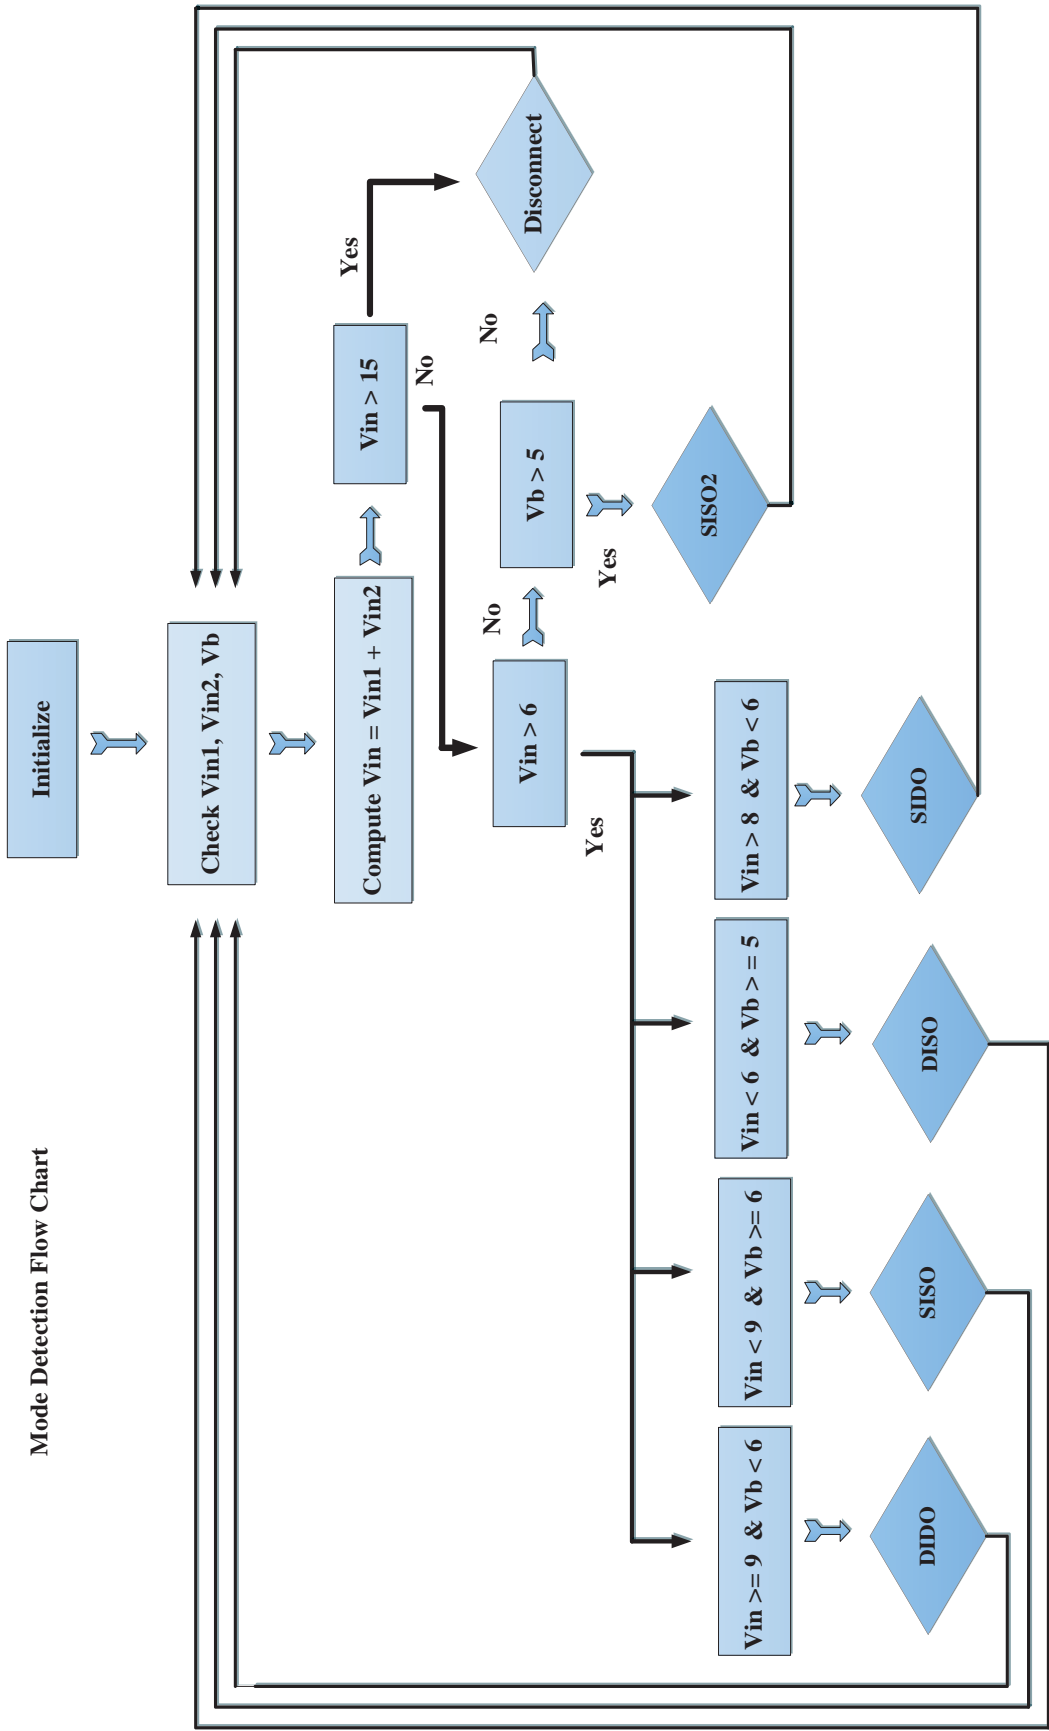 Mode Detection Flow Chart
Initialize
Check Vin1, Vin2, Vb
Compute Vin = Vin1 + Vin2
Vin > 15
Yes
No
Disconnect
Vin > 6
No
Vb > 5
No
Yes
Yes
SISO2
Vin >= 9 & Vb < 6
Vin < 9 & Vb >= 6
Vin < 6 & Vb > = 5
Vin > 8 & Vb < 6
DIDO
SISO
DISO
SIDO